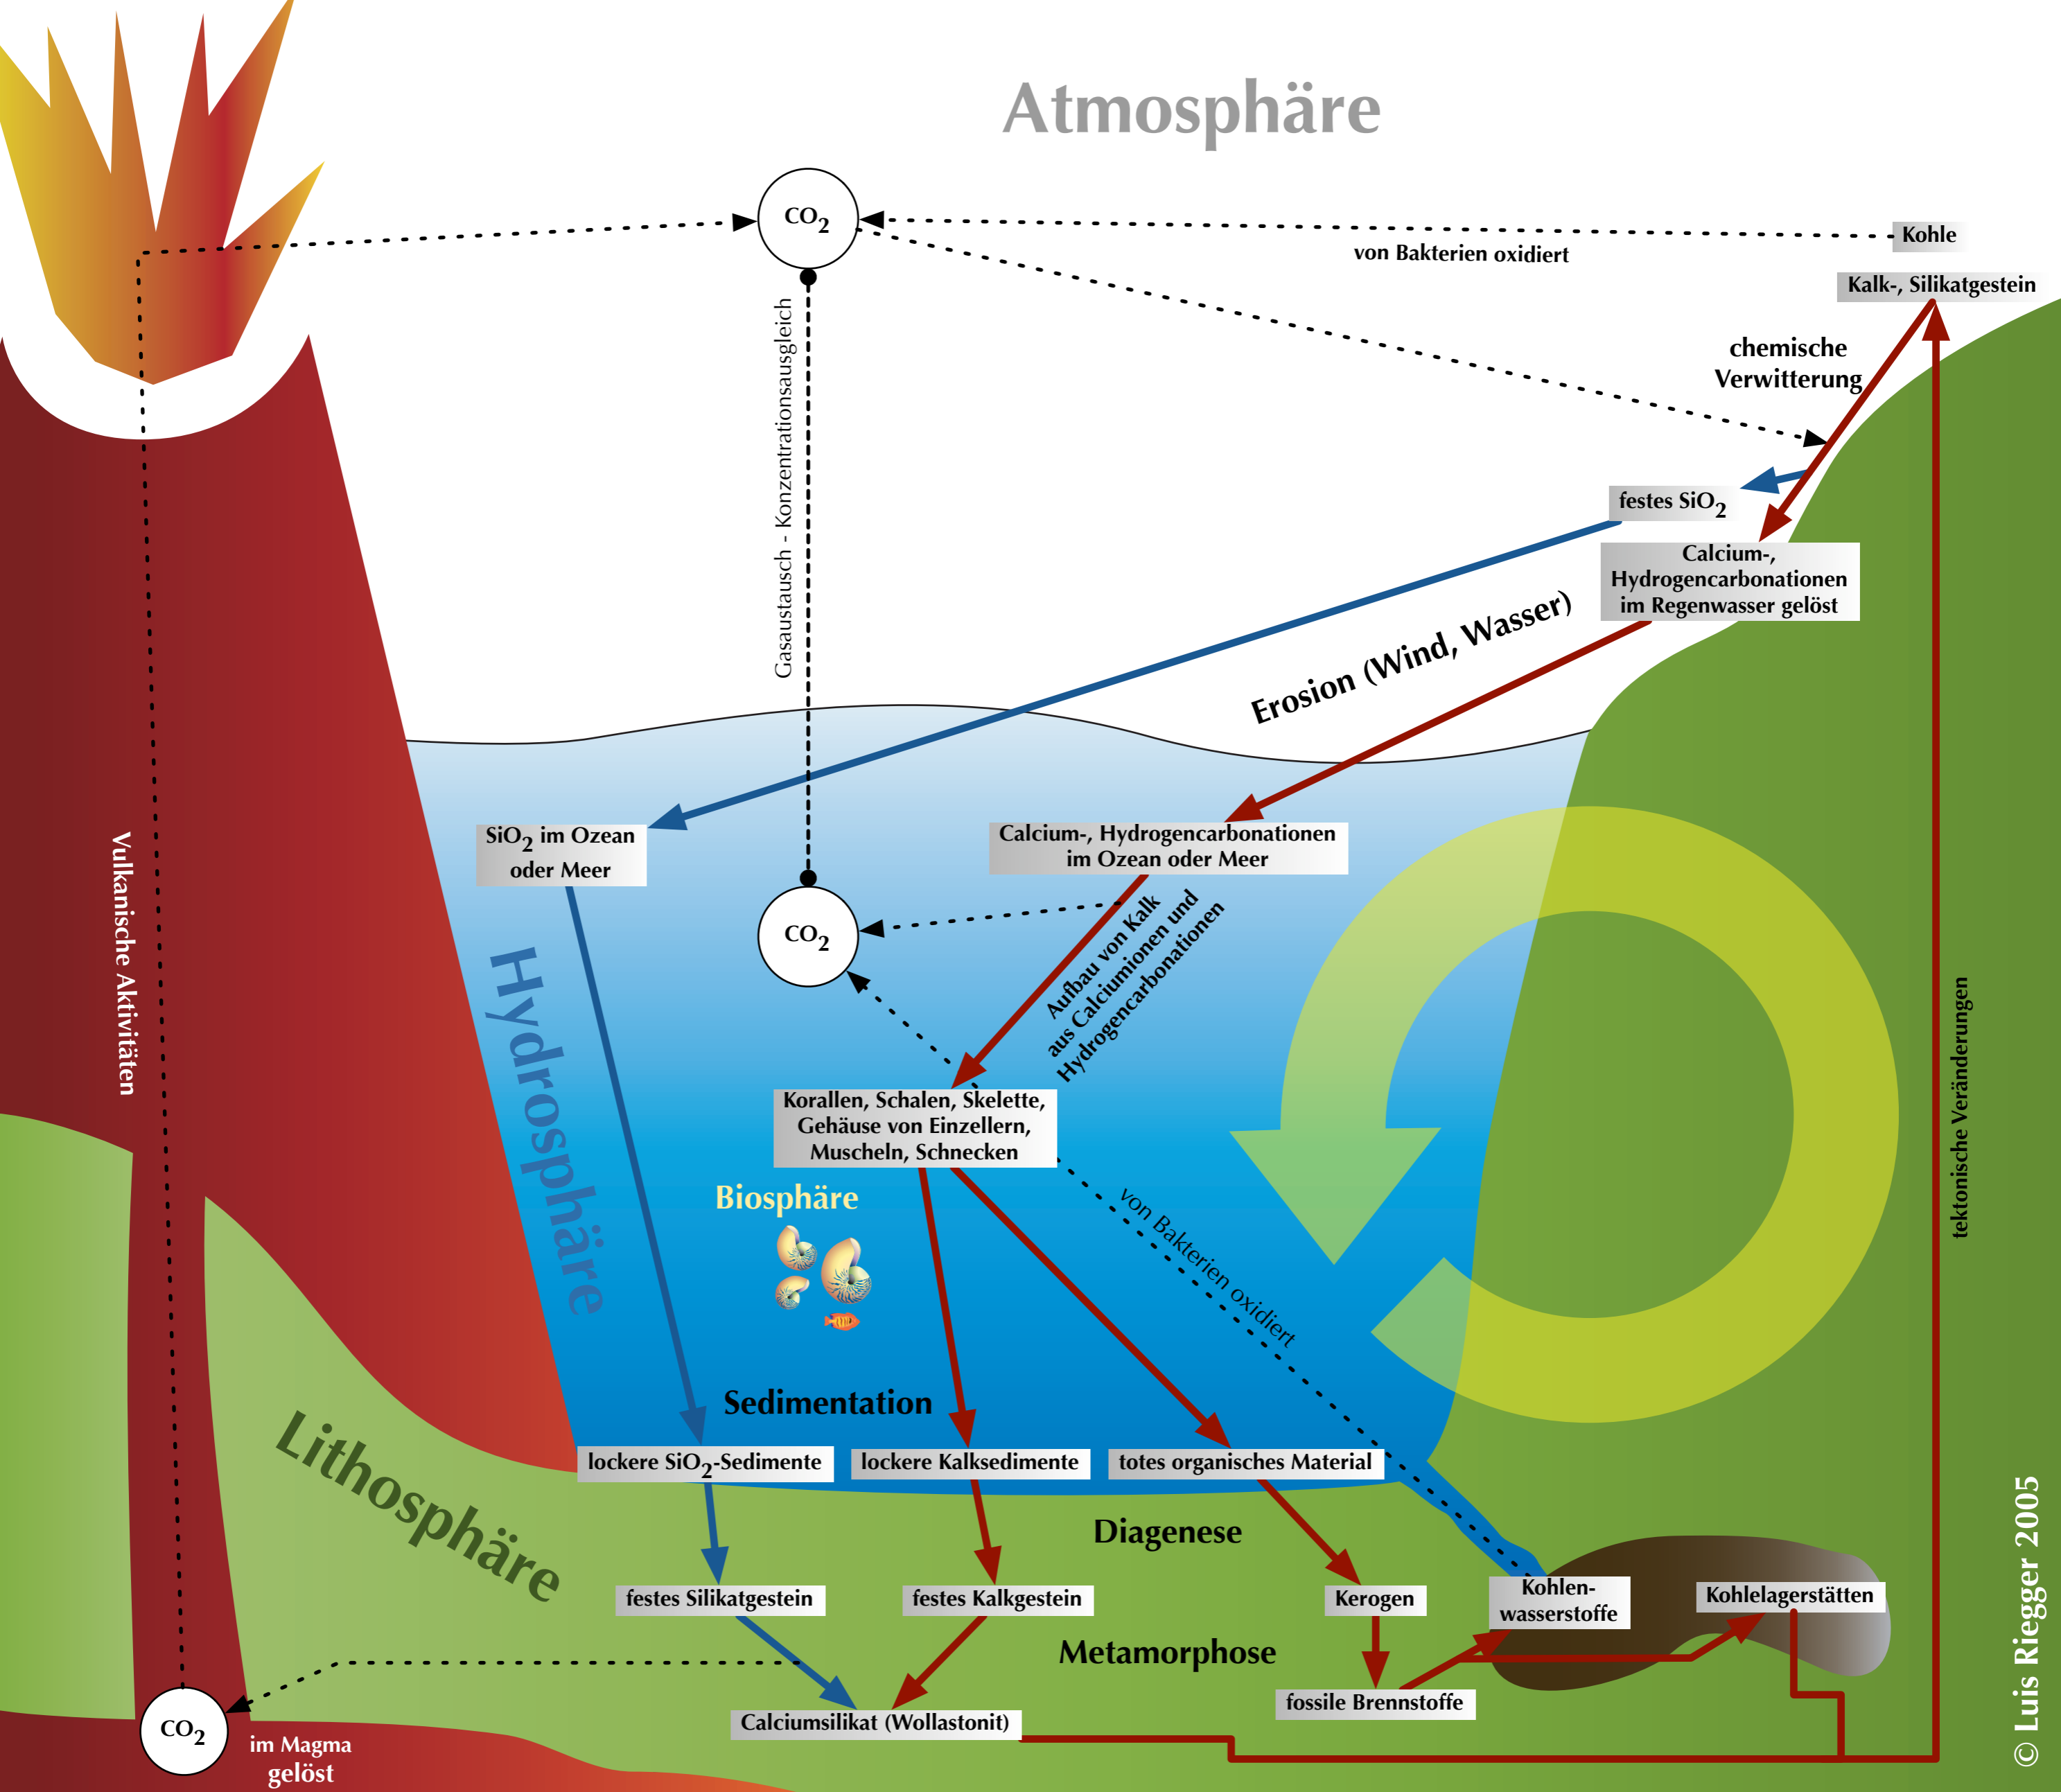 Atmosphäre
CO2
von Bakterien oxidiert
Kohle
Kalk-, Silikatgestein
chemische
Verwitterung
Gasaustausch - Konzentrationsausgleich
festes SiO2
Calcium-,
Hydrogencarbonationen
im Regenwasser gelöst
Erosion (Wind, Wasser)
SiO2 im Ozean
oder Meer
Calcium-, Hydrogencarbonationen
im Ozean oder Meer
Vulkanische Aktivitäten
CO2
Aufbau von Kalk
aus Calciumionen und
Hydrogencarbonationen
Hydrosphäre
tektonische Veränderungen
Korallen, Schalen, Skelette,
Gehäuse von Einzellern,
Muscheln, Schnecken
Biosphäre
von Bakterien oxidiert
Sedimentation
lockere SiO2-Sedimente
lockere Kalksedimente
totes organisches Material
Lithosphäre
Diagenese
festes Silikatgestein
festes Kalkgestein
Kerogen
Kohlen-
wasserstoffe
Kohlelagerstätten
Metamorphose
fossile Brennstoffe
Calciumsilikat (Wollastonit)
CO2
im Magma
gelöst
© Luis Riegger 2005